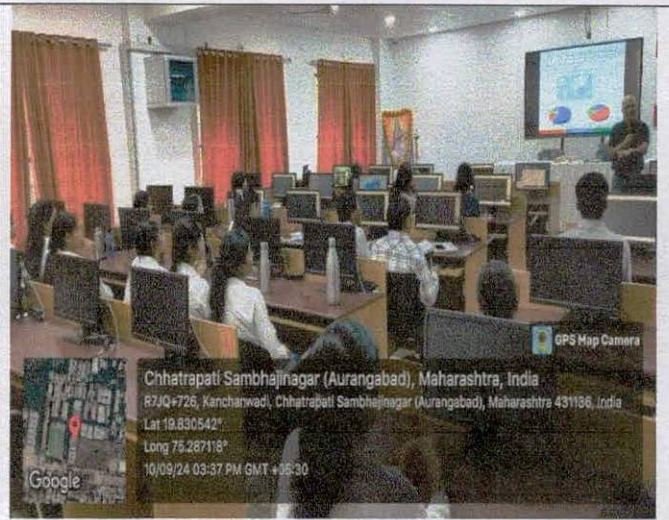 GPS Map Camera
Chhatrapati Sambhajinagar (Aurangabad), Maharashtra, India
R7JQ+726, Kanchanwadi, Chhatrapati Sambhajinagar (Aurangabad), Maharashtra 431136, India
Lat 19.830542°
Long 75.287118°
10/09/24 03:37 PM GMT +05:30
Google